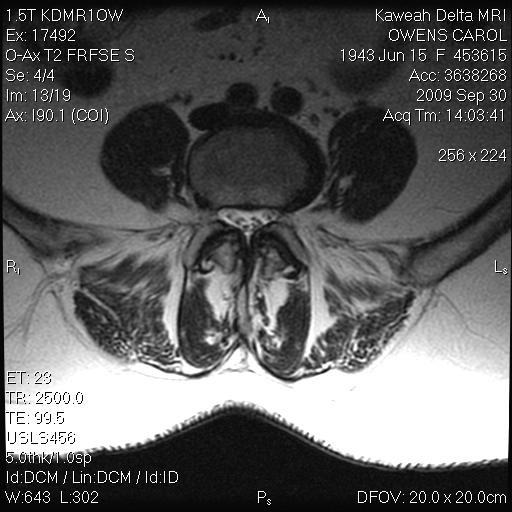 1.5T KDMR1OW
Ex: 17492
O-Ax T2 FRFSE S
Se: 4/4
Im: 13/19
Ax: I90.1 (COI)
A
Kaweah Delta MRI
OWENS CAROL
1943 Jun 15 F 453615
Acc: 3638268
2009 Sep 30
Acq Tm: 14:03:41
256 x 224
R
L
ET: 23
TR: 2500.0
TE: 99.5
USLS456
5.0thk/1.0sp
Id:DCM / Lin:DCM / Id:ID
W:643 L:302
P
DFOV: 20.0 x 20.0cm